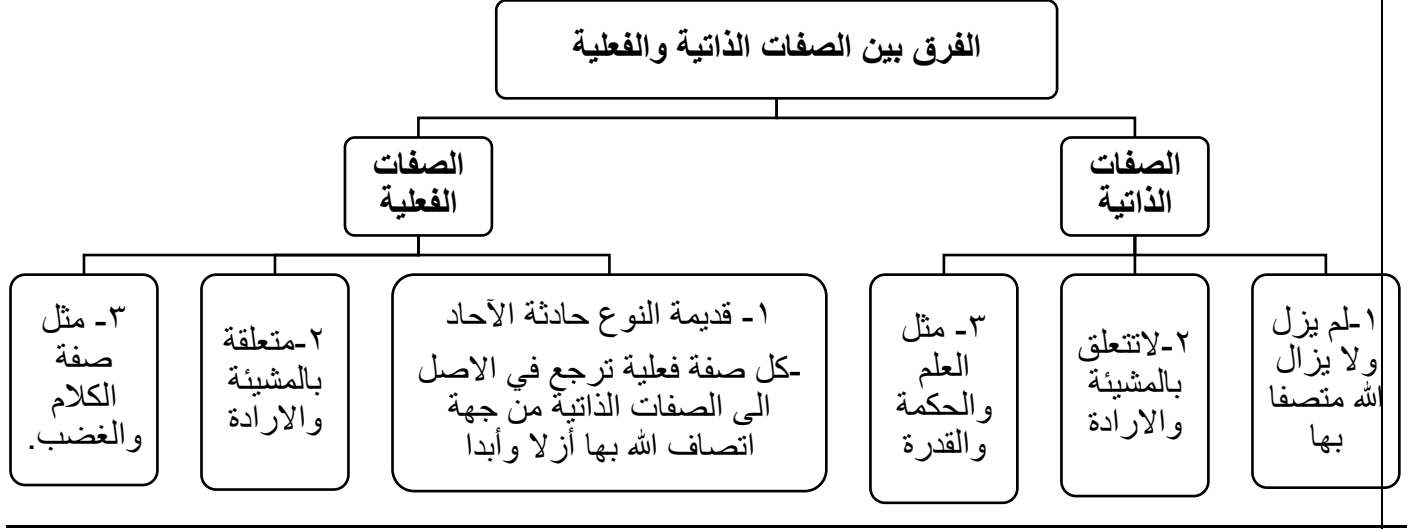 الفرق بين الصفات الذاتية والفعلية
الصفات
الذاتية
١-لم يزل
ولا يزال
الله متصفا
بها
٢-لاتتعلق
بالمشيئة
والارادة
٣- مثل
العلم
والحكمة
والقدرة
الصفات
الفعلية
١- قديمة النوع حادثة الآحاد
-كل صفة فعلية ترجع في الاصل
الى الصفات الذاتية من جهة
اتصاف الله بها أزلا وأبدا
٢-متعلقة
بالمشيئة
والارادة
٣- مثل
صفة
الكلام
والغضب.